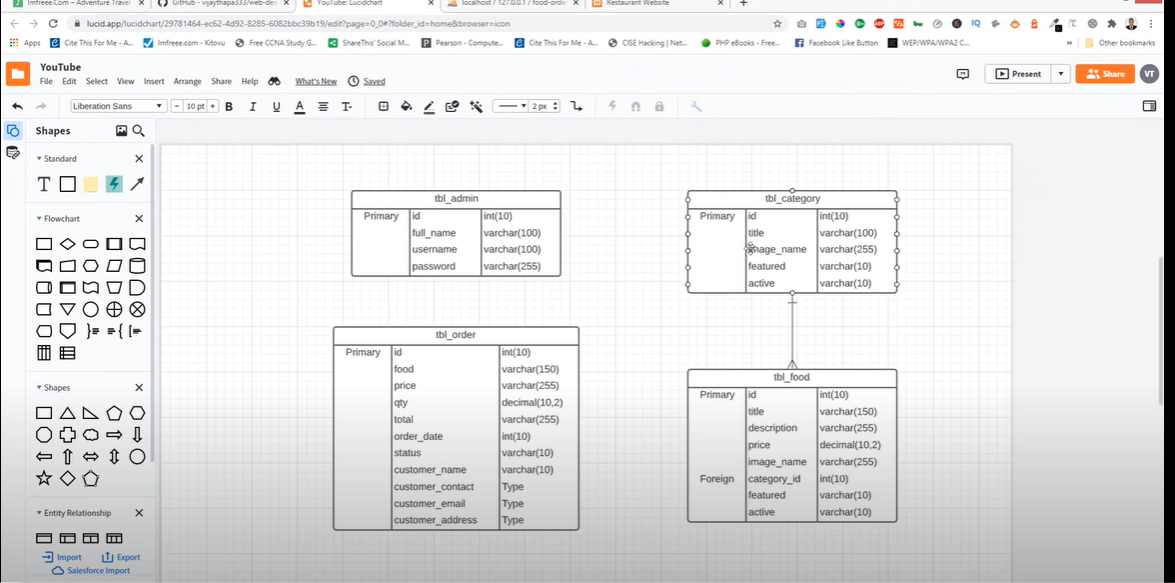 Imfreee.Com – Adventure Travel
GitHub - vijaythapa333/web-des
YouTube: Lucidchart
localhost / 127.0.0.1 / food-order
Restaurant Website
lucid.app/lucidchart/29781464-ec62-4d92-8285-6082bbc39b19/edit?page=0_0#?folder_id=home&browser=icon
Apps
Cite This For Me - A...
Imfreee.com - Kitovu
Free CCNA Study G...
ShareThis' Social M...
Pearson - Compute...
Cite This For Me - A...
CISE Hacking | Net...
PHP eBooks - Free...
Facebook Like Button
WEP/WPA/WPA2 C...
»
Other bookmarks
YouTube
File Edit Select View Insert Arrange Share Help What's New Saved
Present
Share
VT
Liberation Sans
− 10 pt +
B I U A T
2 px
Shapes
Standard
T
Flowchart
Shapes
Entity Relationship
Import
Export
Salesforce Import
tbl_admin
Primary id int(10)
full_name varchar(100)
username varchar(100)
password varchar(255)
tbl_category
Primary id int(10)
title varchar(100)
image_name varchar(255)
featured varchar(10)
active varchar(10)
tbl_order
Primary id int(10)
food varchar(150)
price varchar(255)
qty decimal(10,2)
total varchar(255)
order_date int(10)
status varchar(10)
customer_name varchar(10)
customer_contact Type
customer_email Type
customer_address Type
tbl_food
Primary id int(10)
title varchar(150)
description varchar(255)
price decimal(10,2)
image_name varchar(255)
Foreign category_id int(10)
featured varchar(10)
active varchar(10)